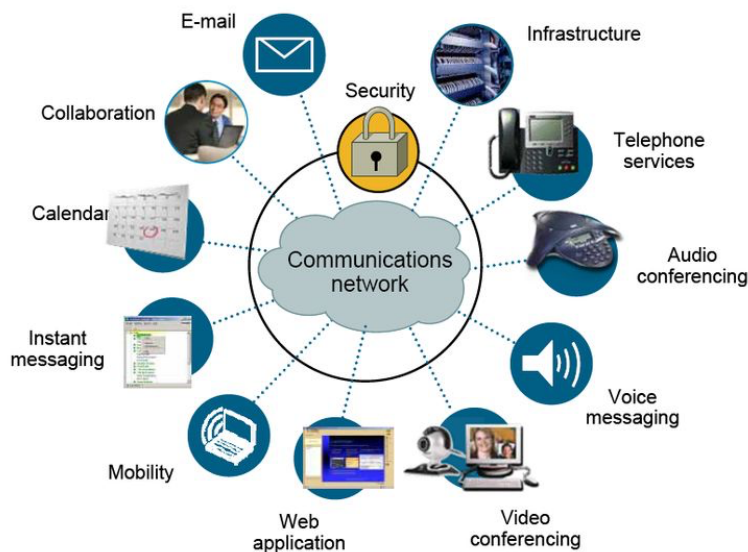 E-mail
Infrastructure
Security
Collaboration
Telephone
services
Calendar
Communications
network
Audio
conferencing
Instant
messaging
Voice
messaging
Mobility
Web
application
Video
conferencing